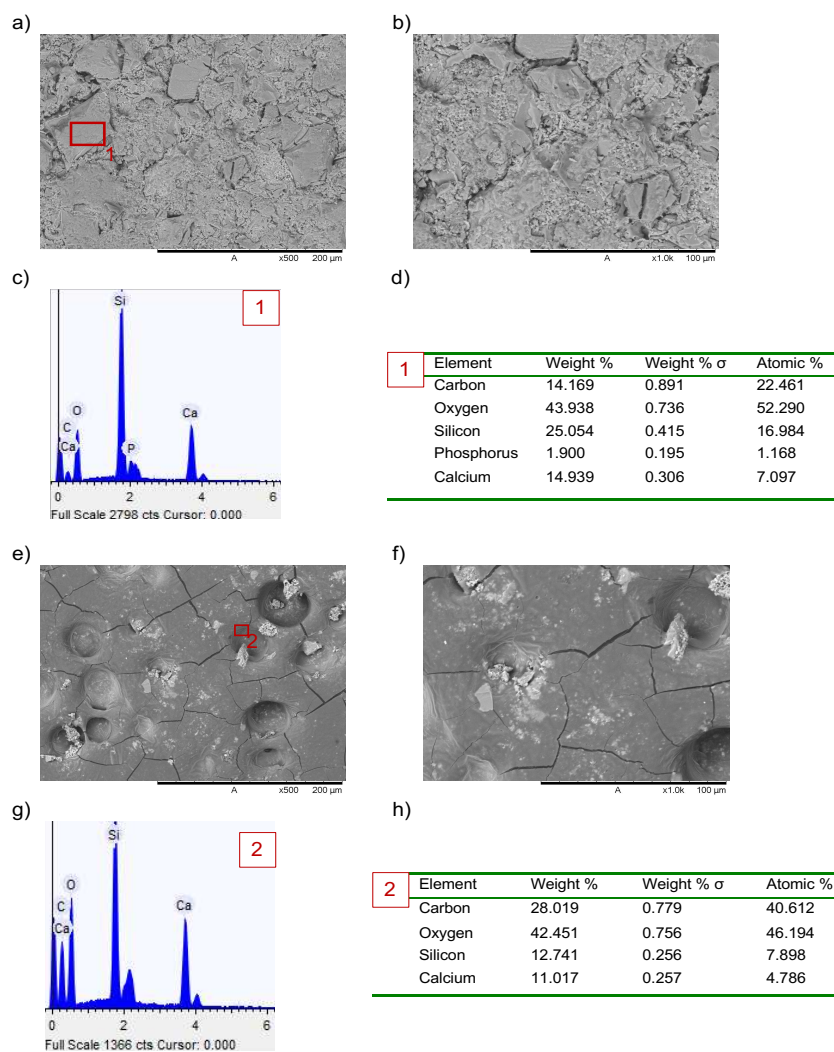 a)
b)
1
A x500 200 µm
A x1.0k 100 µm
c)
d)
1
Si
O
C
Ca
P
Ca
0 2 4 6
Full Scale 2798 cts Cursor: 0.000
1
Element Weight % Weight % σ Atomic %
Carbon 14.169 0.891 22.461
Oxygen 43.938 0.736 52.290
Silicon 25.054 0.415 16.984
Phosphorus 1.900 0.195 1.168
Calcium 14.939 0.306 7.097
e)
f)
2
A x500 200 µm
A x1.0k 100 µm
g)
h)
2
Si
O
C
Ca
Ca
0 2 4 6
Full Scale 1366 cts Cursor: 0.000
2
Element Weight % Weight % σ Atomic %
Carbon 28.019 0.779 40.612
Oxygen 42.451 0.756 46.194
Silicon 12.741 0.256 7.898
Calcium 11.017 0.257 4.786